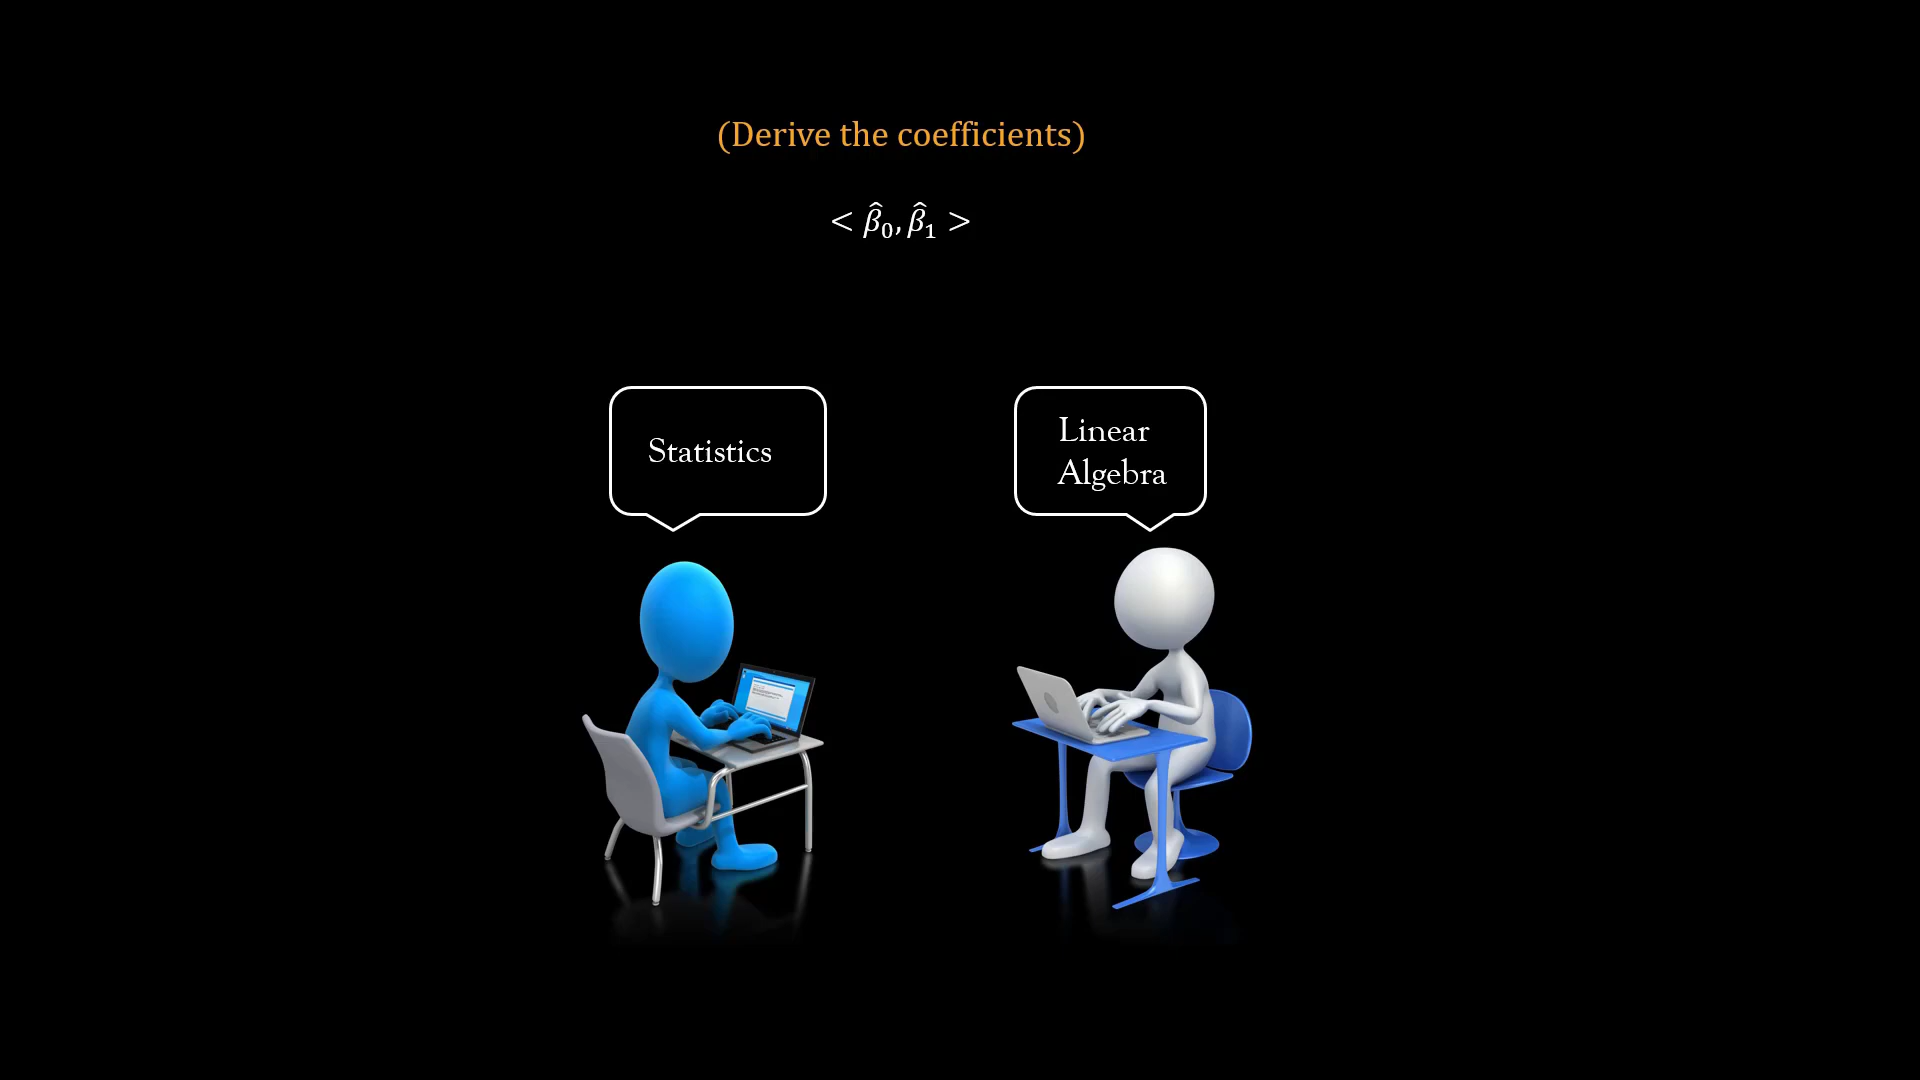 (Derive the coefficients)
< β̂₀, β̂₁ >
Statistics
Linear
Algebra